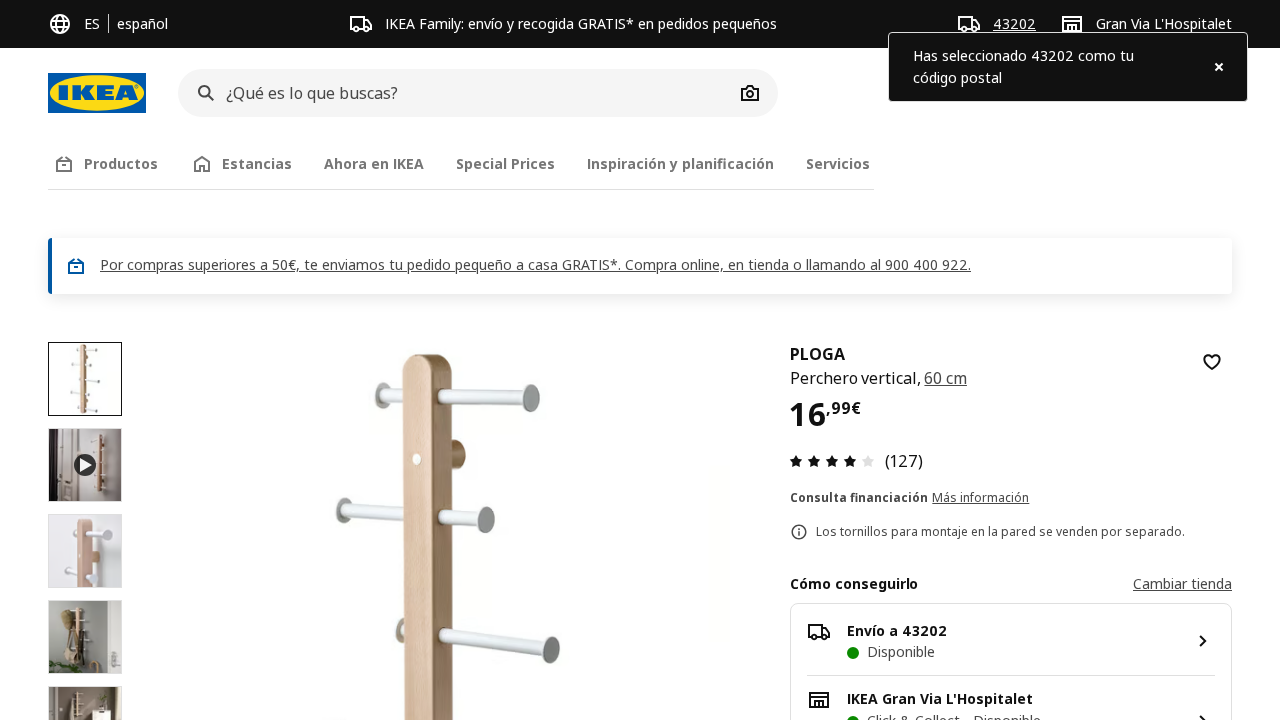 ES español
IKEA Family: envío y recogida GRATIS* en pedidos pequeños
43202
Gran Via L'Hospitalet
Has seleccionado 43202 como tu
código postal
IKEA
¿Qué es lo que buscas?
Productos
Estancias
Ahora en IKEA
Special Prices
Inspiración y planificación
Servicios
Por compras superiores a 50€, te enviamos tu pedido pequeño a casa GRATIS*. Compra online, en tienda o llamando al 900 400 922.
PLOGA
Perchero vertical, 60 cm
16,99€
(127)
Consulta financiación Más información
Los tornillos para montaje en la pared se venden por separado.
Cómo conseguirlo
Cambiar tienda
Envío a 43202
Disponible
IKEA Gran Via L'Hospitalet
Click & Collect - Disponible